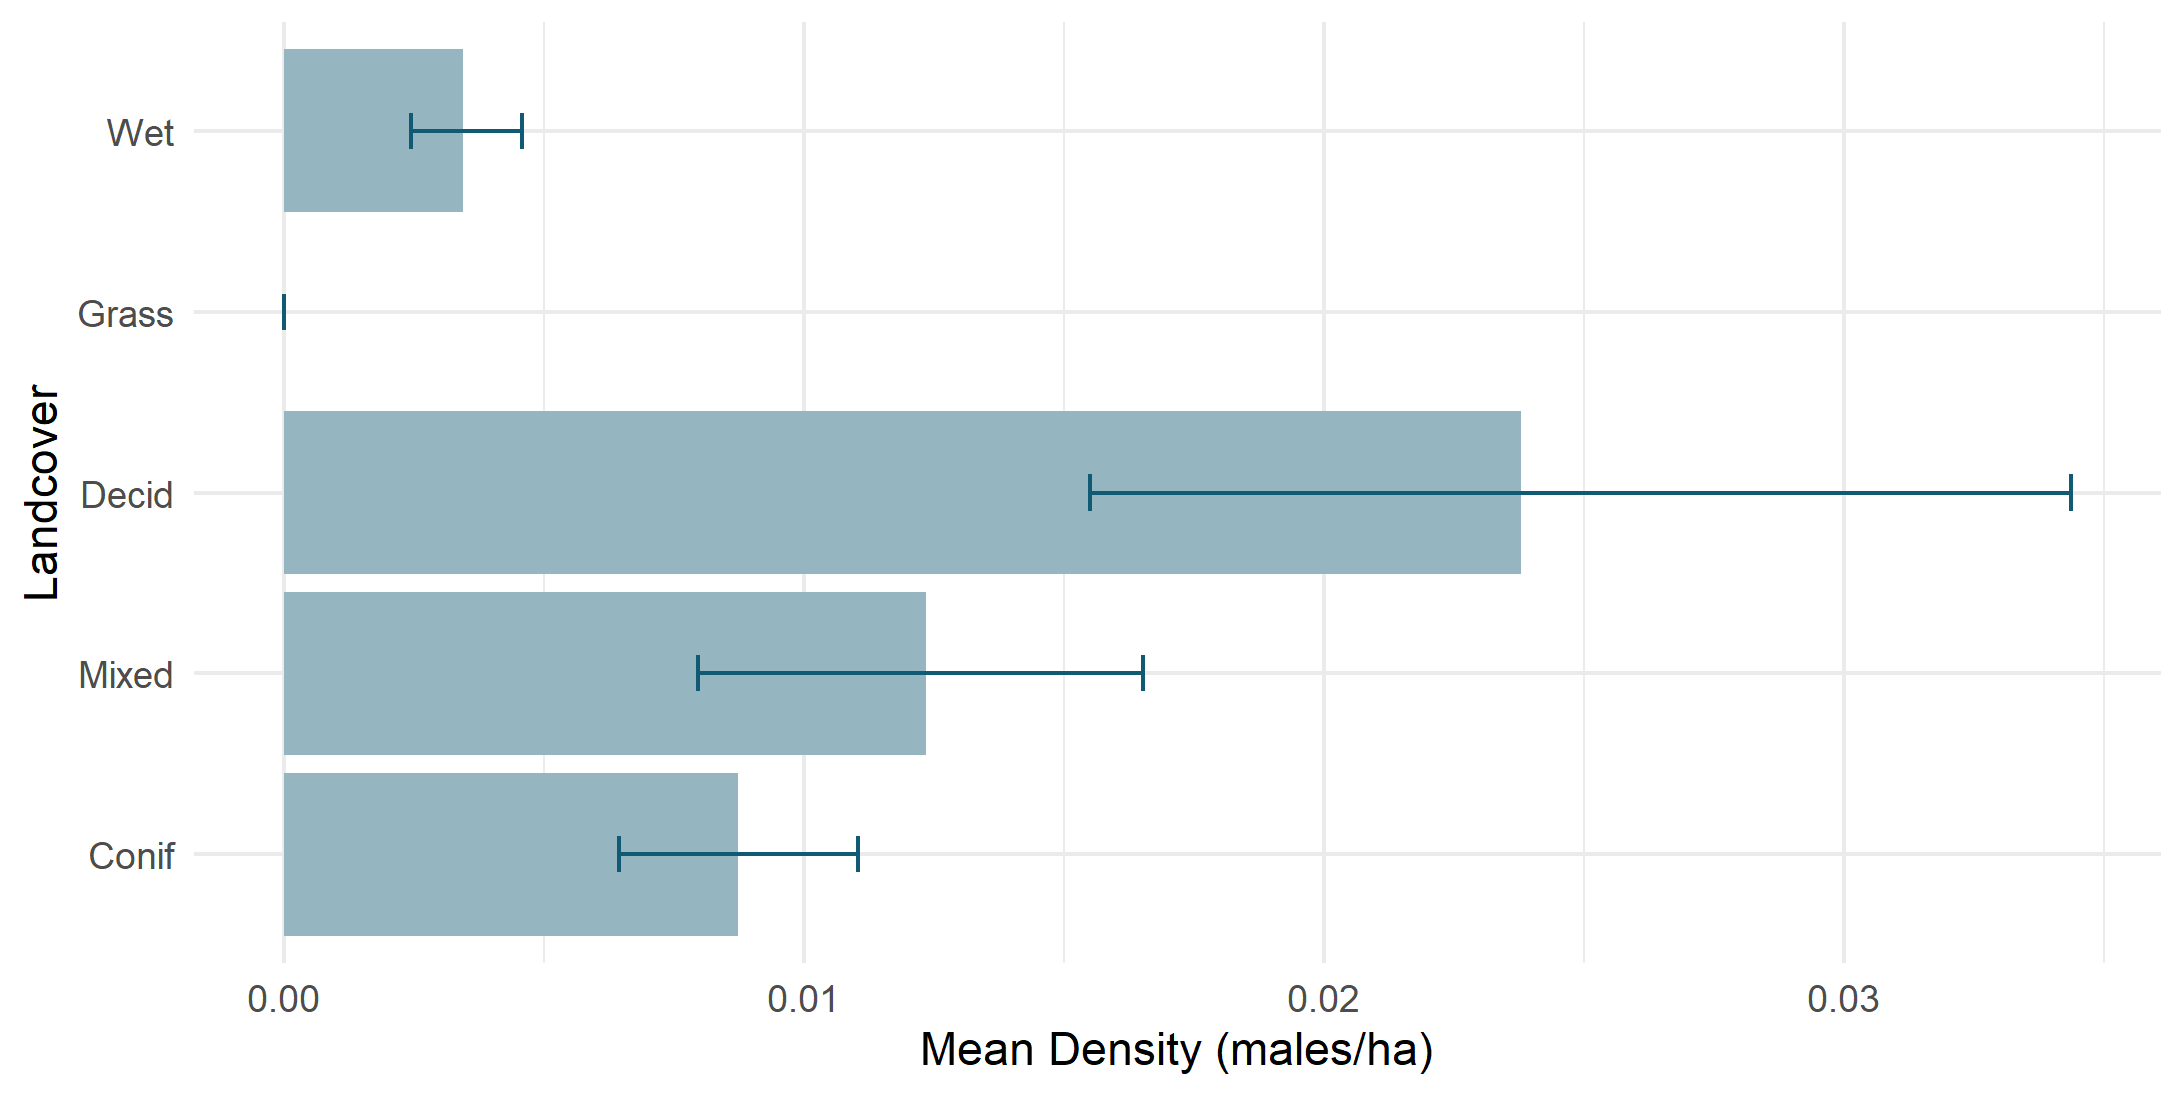 Wet
Grass
Decid
Mixed
Conif
Landcover
0.00 0.01 0.02 0.03
Mean Density (males/ha)